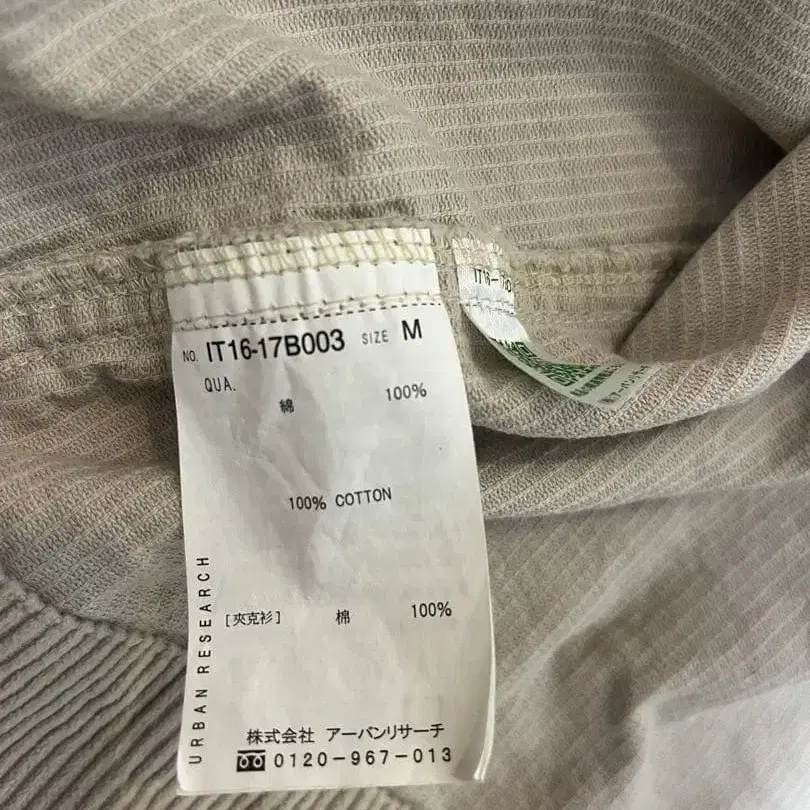 NO. IT16-17B003 SIZE M
QUA.
綿 100%
100% COTTON
[夾克衫] 棉 100%
URBAN RESEARCH
株式会社 アーバンリサーチ
0120-967-013
IT16-